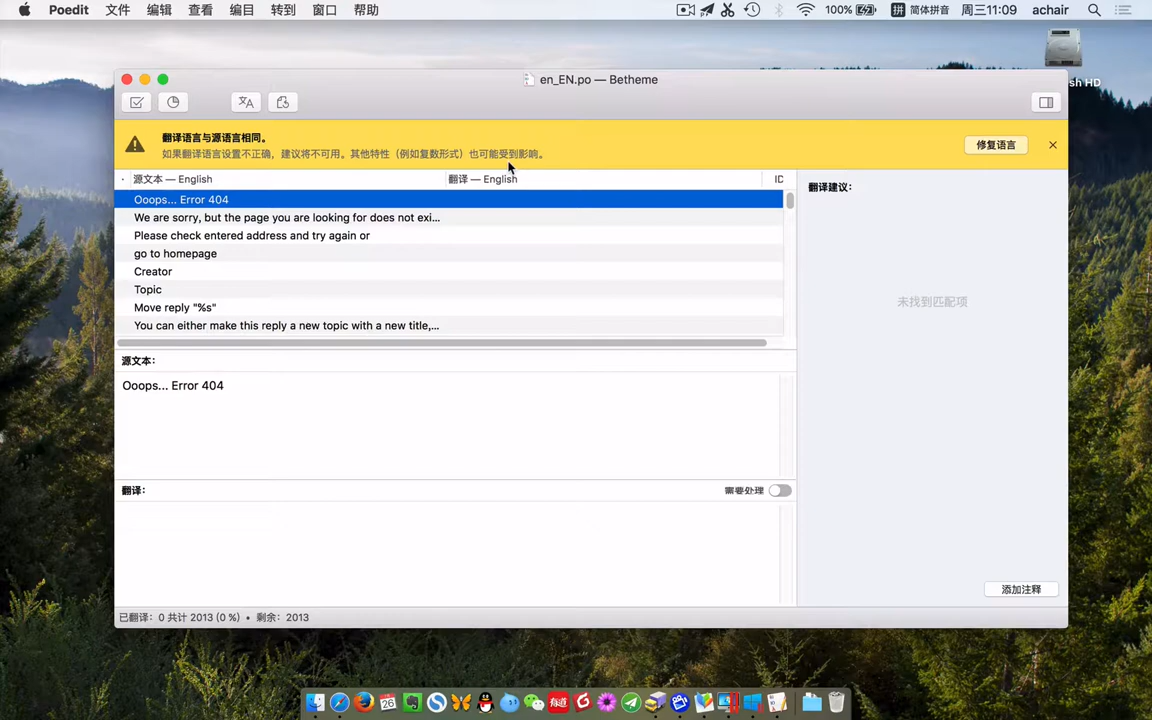 Poedit 文件 编辑 查看 编目 转到 窗口 帮助 100% 拼 简体拼音 周三11:09 achair
en_EN.po — Betheme
sh HD
翻译语言与源语言相同。
如果翻译语言设置不正确，建议将不可用。其他特性（例如复数形式）也可能受到影响。
修复语言
源文本 — English 翻译 — English ID
翻译建议：
Ooops... Error 404
We are sorry, but the page you are looking for does not exi...
Please check entered address and try again or
go to homepage
Creator
Topic
未找到匹配项
Move reply "%s"
You can either make this reply a new topic with a new title,...
源文本：
Ooops... Error 404
翻译： 需要处理
添加注释
已翻译：0 共计 2013 (0 %) • 剩余：2013
26 有道